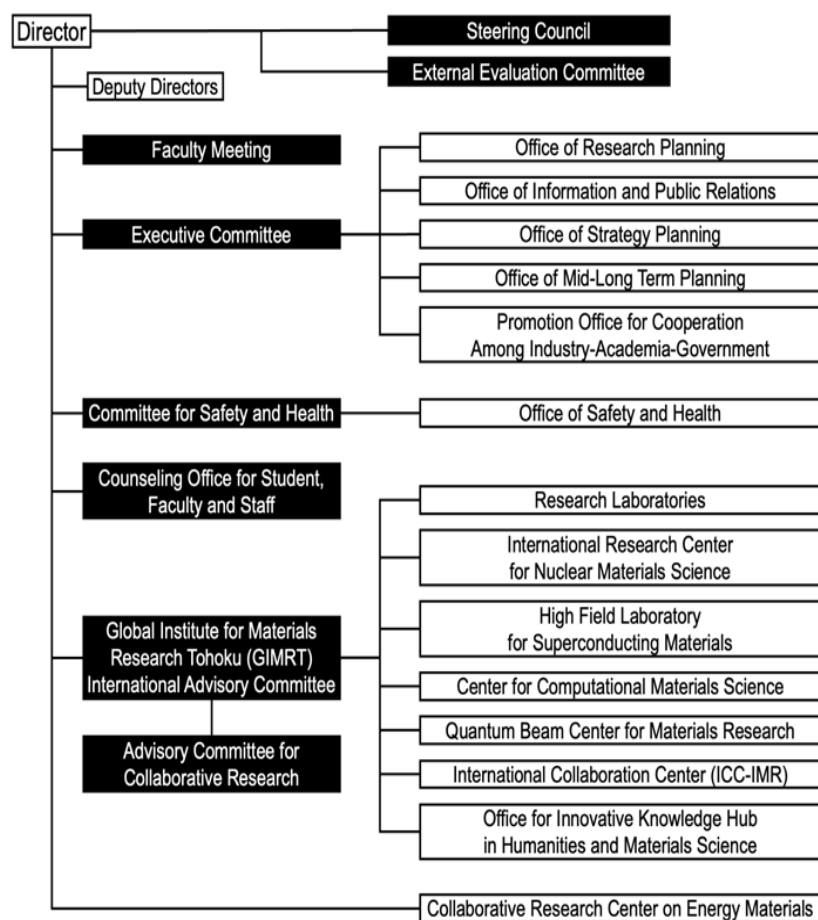 Director
Steering Council
External Evaluation Committee
Deputy Directors
Faculty Meeting
Executive Committee
Office of Research Planning
Office of Information and Public Relations
Office of Strategy Planning
Office of Mid-Long Term Planning
Promotion Office for Cooperation
Among Industry-Academia-Government
Committee for Safety and Health
Office of Safety and Health
Counseling Office for Student,
Faculty and Staff
Global Institute for Materials
Research Tohoku (GIMRT)
International Advisory Committee
Advisory Committee for
Collaborative Research
Research Laboratories
International Research Center
for Nuclear Materials Science
High Field Laboratory
for Superconducting Materials
Center for Computational Materials Science
Quantum Beam Center for Materials Research
International Collaboration Center (ICC-IMR)
Office for Innovative Knowledge Hub
in Humanities and Materials Science
Collaborative Research Center on Energy Materials